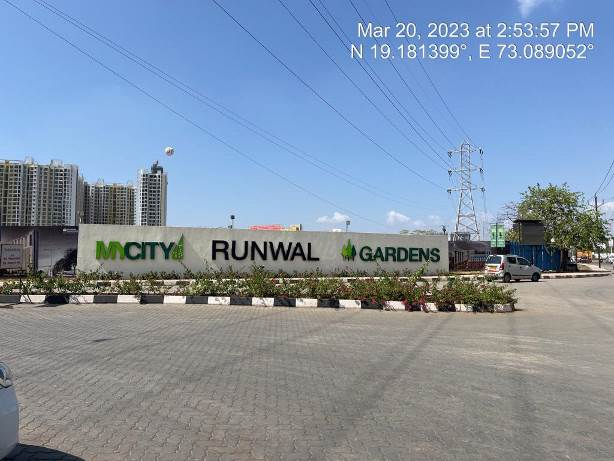 Mar 20, 2023 at 2:53:57 PM
N 19.181399°, E 73.089052°
MYCITY RUNWAL GARDENS